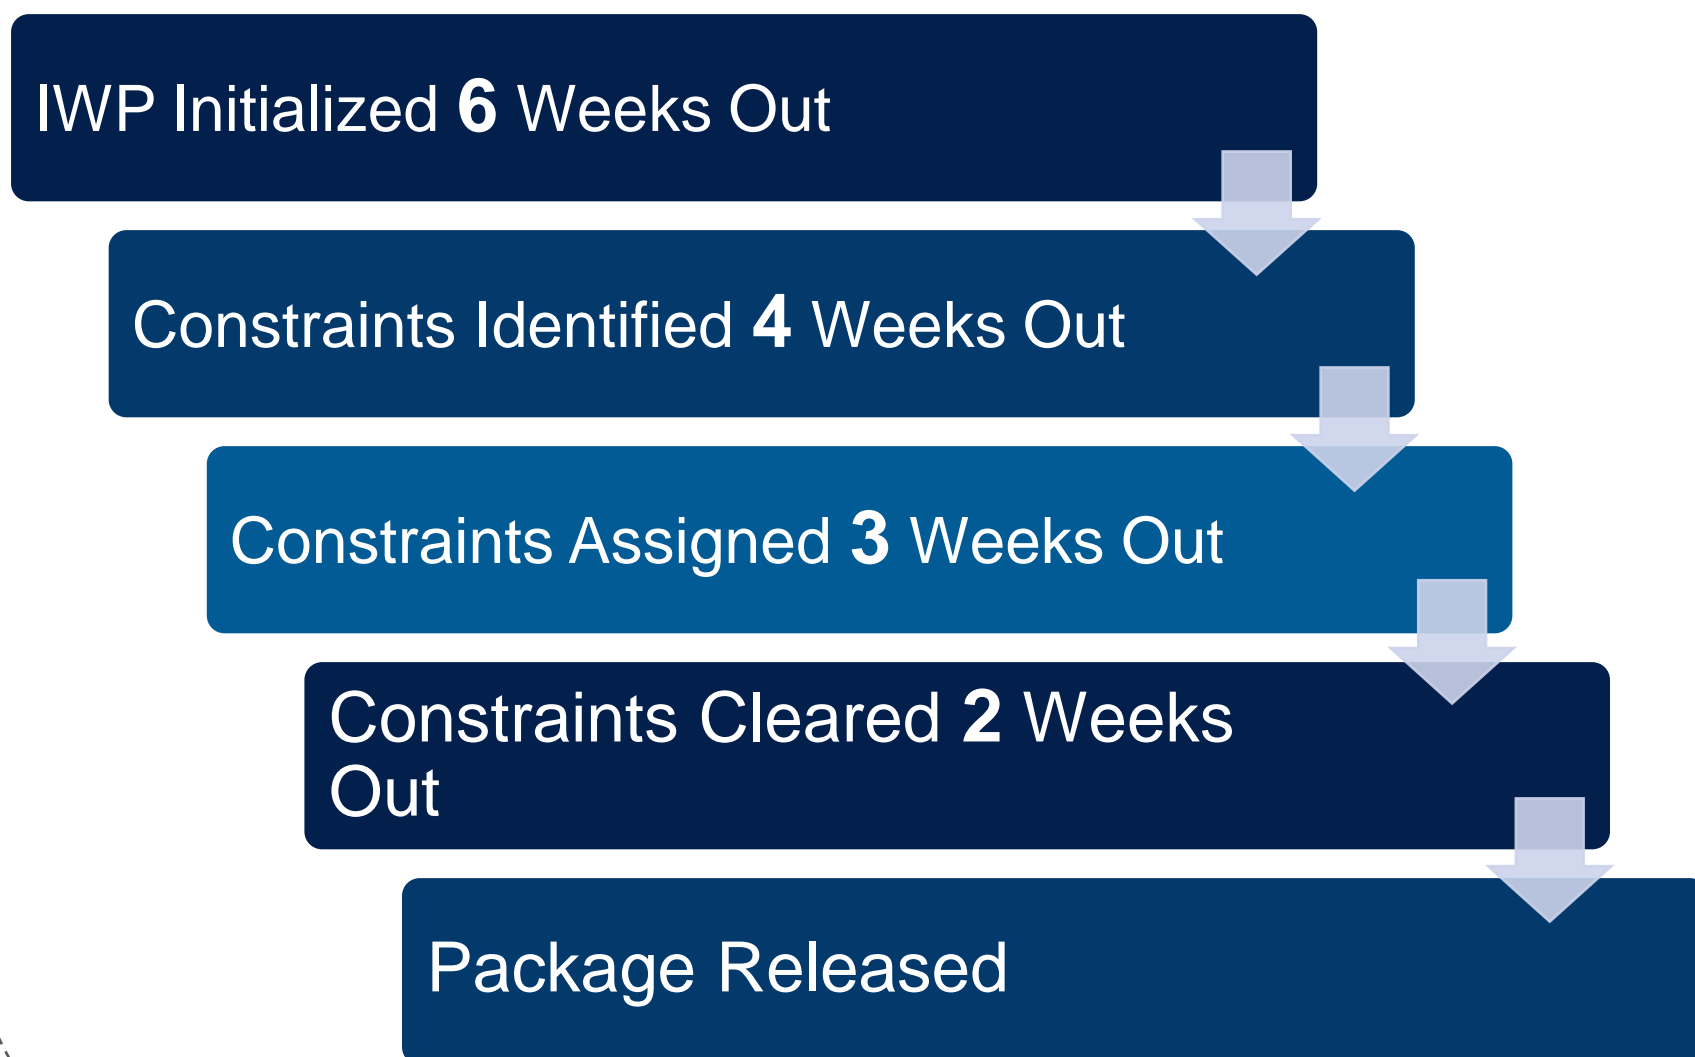 IWP Initialized 6 Weeks Out
Constraints Identified 4 Weeks Out
Constraints Assigned 3 Weeks Out
Constraints Cleared 2 Weeks
Out
Package Released